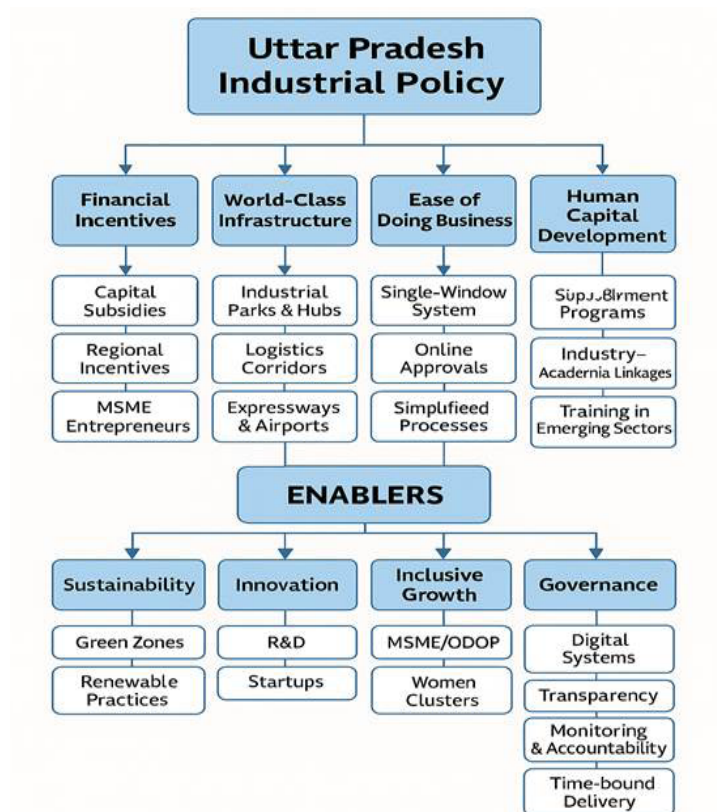 Uttar Pradesh
Industrial Policy
Financial
Incentives
World-Class
Infrastructure
Ease of
Doing Business
Human
Capital
Development
Capital
Subsidies
Industrial
Parks & Hubs
Single-Window
System
Programs
Regional
Incentives
Logistics
Corridors
Online
Approvals
Industry–
Acadernia Linkages
MSME
Entrepreneurs
Expressways
& Airports
Simplifieed
Processes
Training in
Emerging Sectors
ENABLERS
Sustainability
Innovation
Inclusive
Growth
Governance
Green Zones
R&D
MSME/ODOP
Digital
Systems
Renewable
Practices
Startups
Women
Clusters
Transparency
Monitoring
& Accountability
Time-bound
Delivery